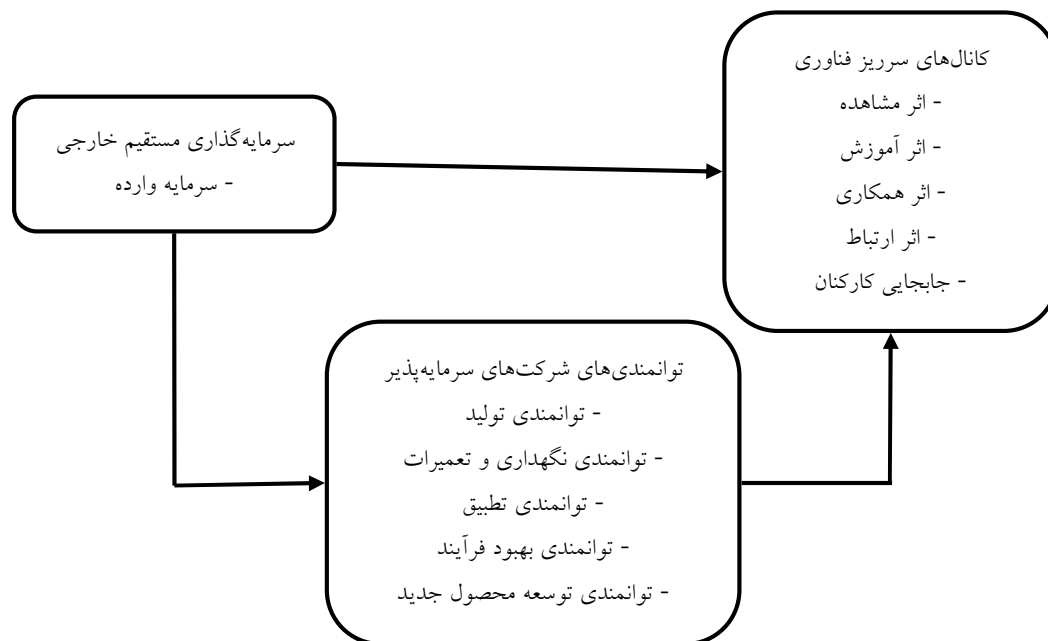 کانال‌های سرریز فناوری
- اثر مشاهده
- اثر آموزش
- اثر همکاری
- اثر ارتباط
- جابجایی کارکنان
سرمایه‌گذاری مستقیم خارجی
- سرمایه وارده
توانمندی‌های شرکت‌های سرمایه‌پذیر
- توانمندی تولید
- توانمندی نگهداری و تعمیرات
- توانمندی تطبیق
- توانمندی بهبود فرآیند
- توانمندی توسعه محصول جدید